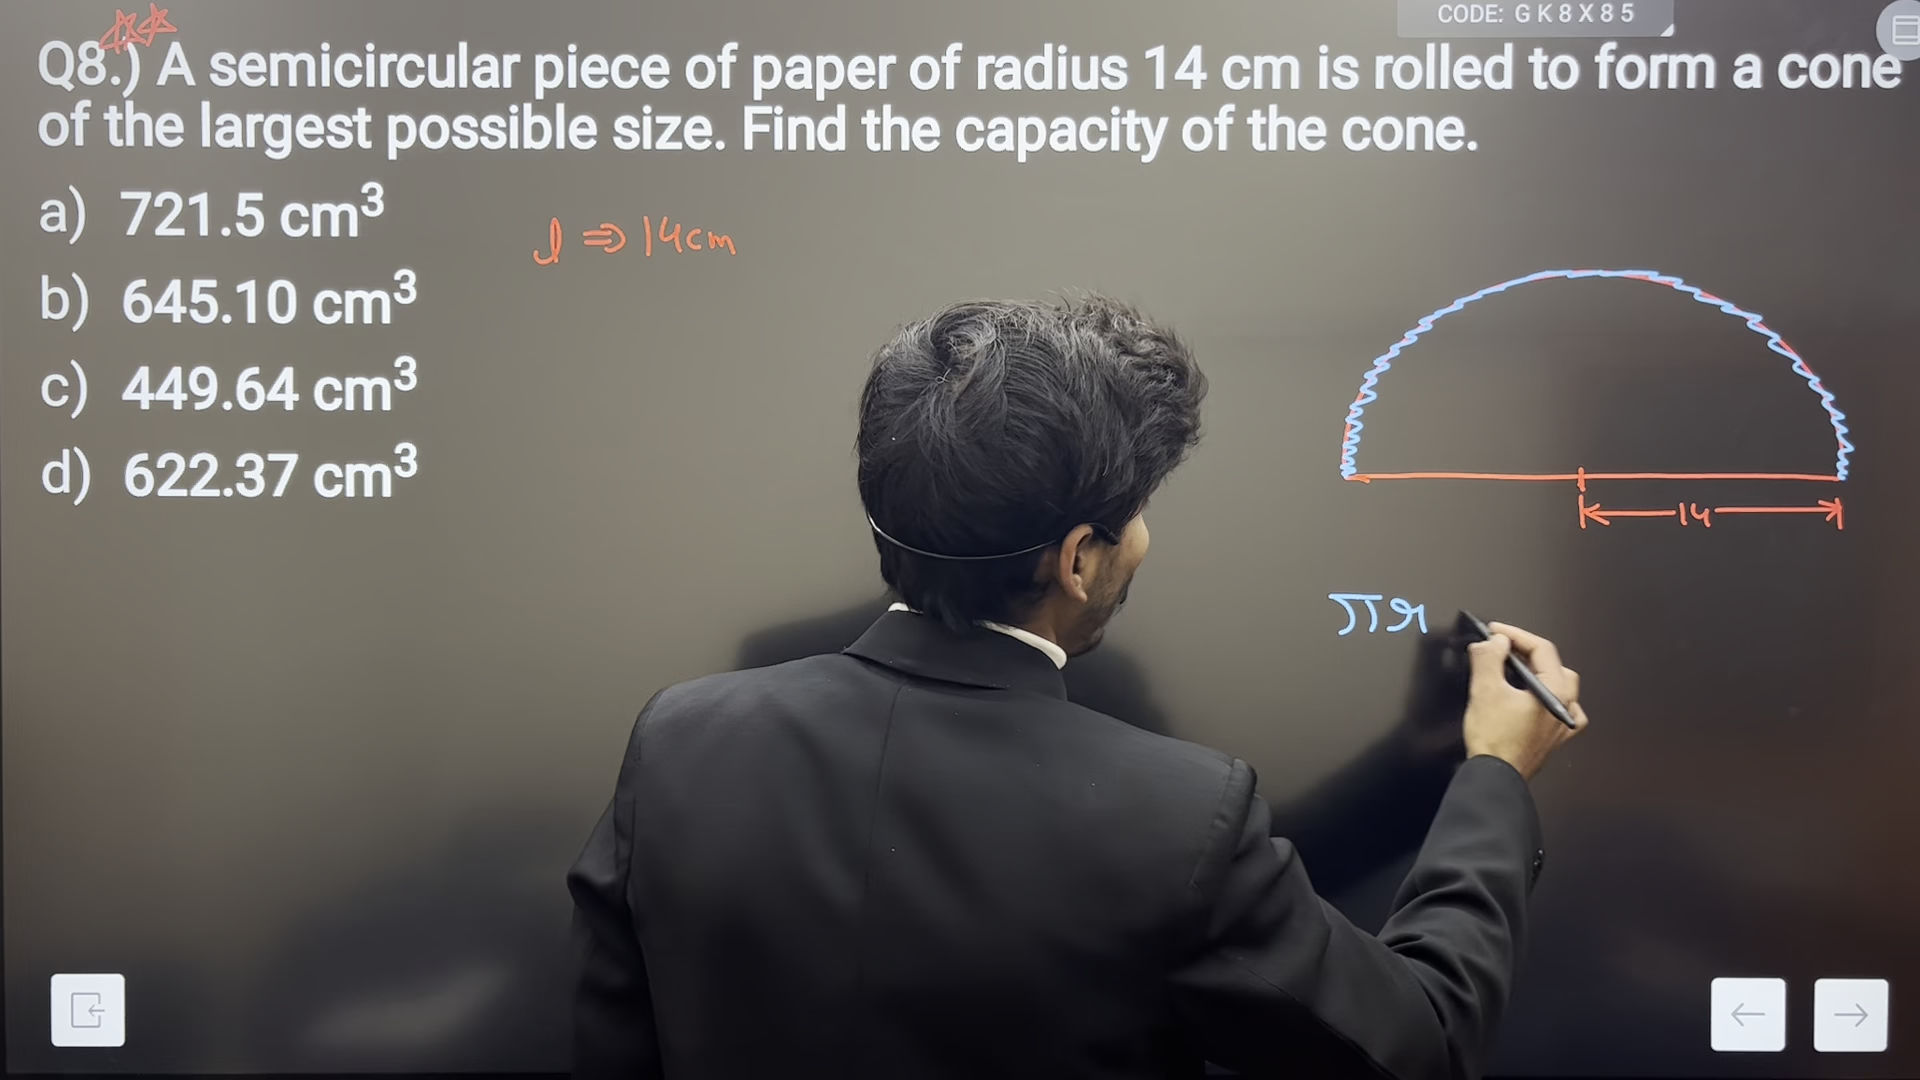 CODE: GK8X85
Q8.) A semicircular piece of paper of radius 14 cm is rolled to form a cone
of the largest possible size. Find the capacity of the cone.
a) 721.5 cm³
b) 645.10 cm³
c) 449.64 cm³
d) 622.37 cm³
l ⇒ 14cm
14
πr